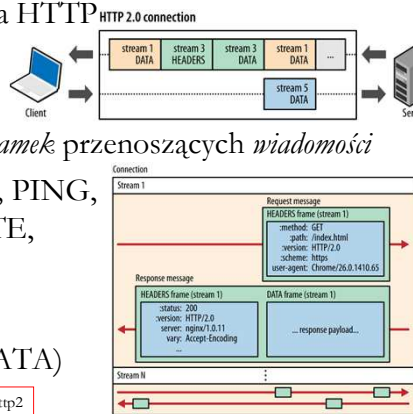 a HTTP
HTTP 2.0 connection
stream 1 DATA
stream 3 HEADERS
stream 3 DATA
stream 1 DATA
...
stream 5 DATA
Client
amek przenoszących wiadomości
, PING,
TE,
ATA)
Connection
Stream 1
Request message
HEADERS frame (stream 1)
:method: GET
:path: /index.html
:version: HTTP/2.0
:scheme: https
user-agent: Chrome/26.0.1410.65
Response message
HEADERS frame (stream 1)
:status: 200
:version: HTTP/2.0
server: nginx/1.0.11
vary: Accept-Encoding
...
DATA frame (stream 1)
... response payload...
Stream N
ttp2